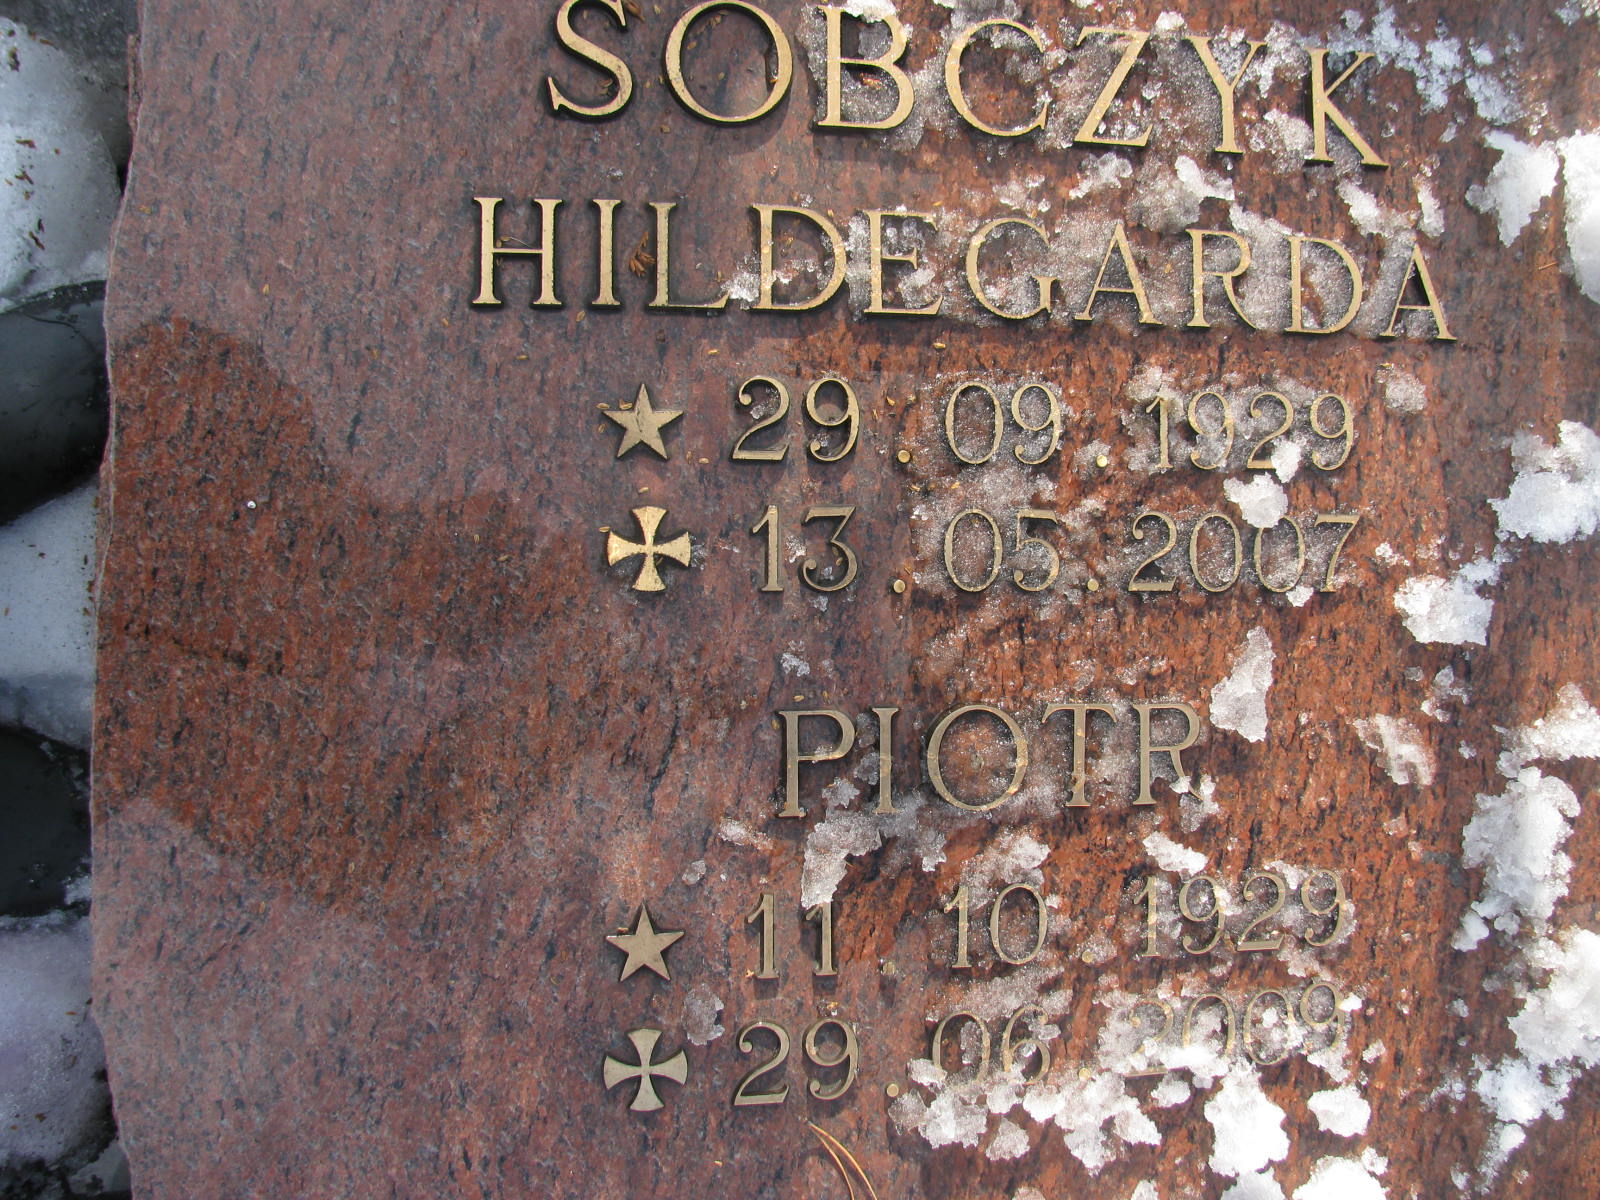 SOBCZYK
HILDEGARDA
★ 29.09.1929
✠ 13.05.2007
PIOTR
★ 11.10.1929
✠ 29.06.2009